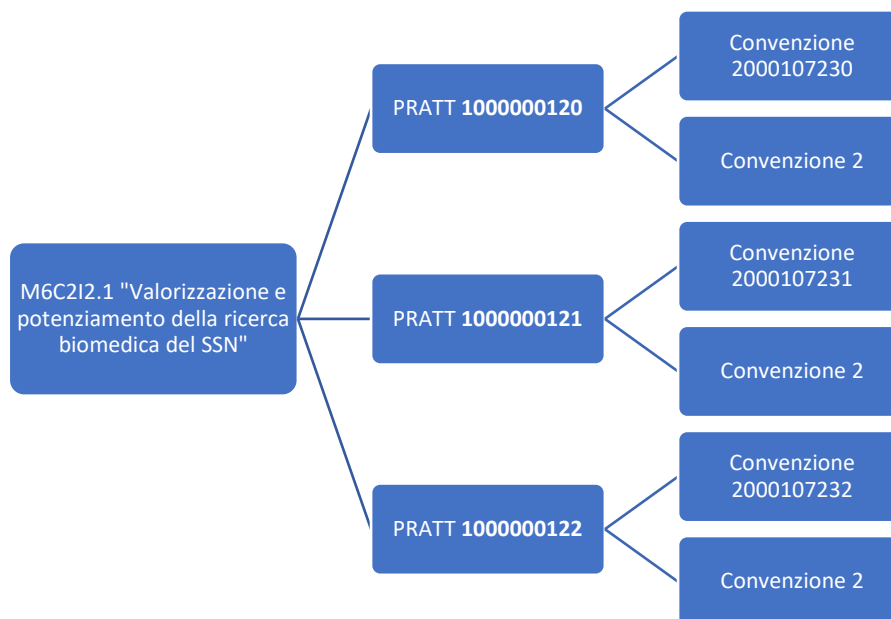 M6C2I2.1 "Valorizzazione e
potenziamento della ricerca
biomedica del SSN"
PRATT 1000000120
Convenzione
2000107230
Convenzione 2
PRATT 1000000121
Convenzione
2000107231
Convenzione 2
PRATT 1000000122
Convenzione
2000107232
Convenzione 2